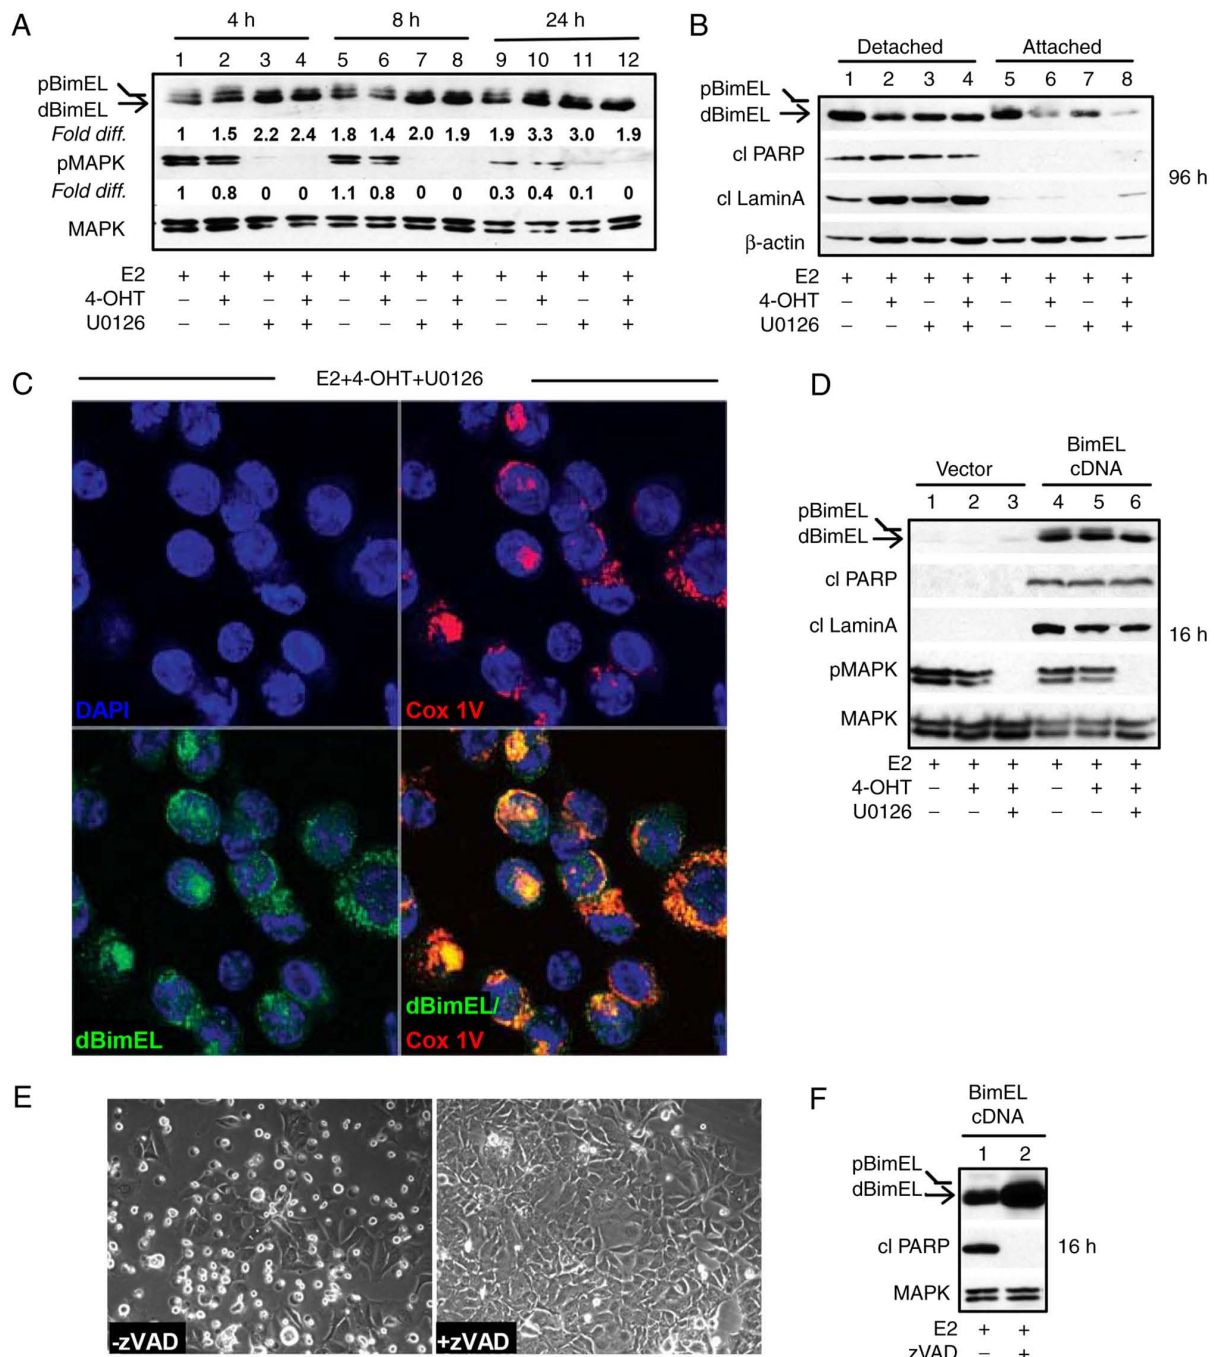 A
4 h 8 h 24 h
1 2 3 4 5 6 7 8 9 10 11 12
pBimEL
dBimEL
Fold diff. 1 1.5 2.2 2.4 1.8 1.4 2.0 1.9 1.9 3.3 3.0 1.9
pMAPK
Fold diff. 1 0.8 0 0 1.1 0.8 0 0 0.3 0.4 0.1 0
MAPK
E2 + + + + + + + + + + + +
4-OHT – + – + – + – + – + – +
U0126 – – + + – – + + – – + +
B
Detached Attached
1 2 3 4 5 6 7 8
pBimEL
dBimEL
cl PARP
cl LaminA
β-actin
96 h
E2 + + + + + + + +
4-OHT – + – + – + – +
U0126 – – + + – – + +
C
E2+4-OHT+U0126
DAPI
Cox 1V
dBimEL
dBimEL/
Cox 1V
D
Vector BimEL cDNA
1 2 3 4 5 6
pBimEL
dBimEL
cl PARP
cl LaminA
pMAPK
MAPK
16 h
E2 + + + + + +
4-OHT – + + – + +
U0126 – – + – – +
E
-zVAD
+zVAD
F
BimEL
cDNA
1 2
pBimEL
dBimEL
cl PARP
16 h
MAPK
E2 + +
zVAD – +